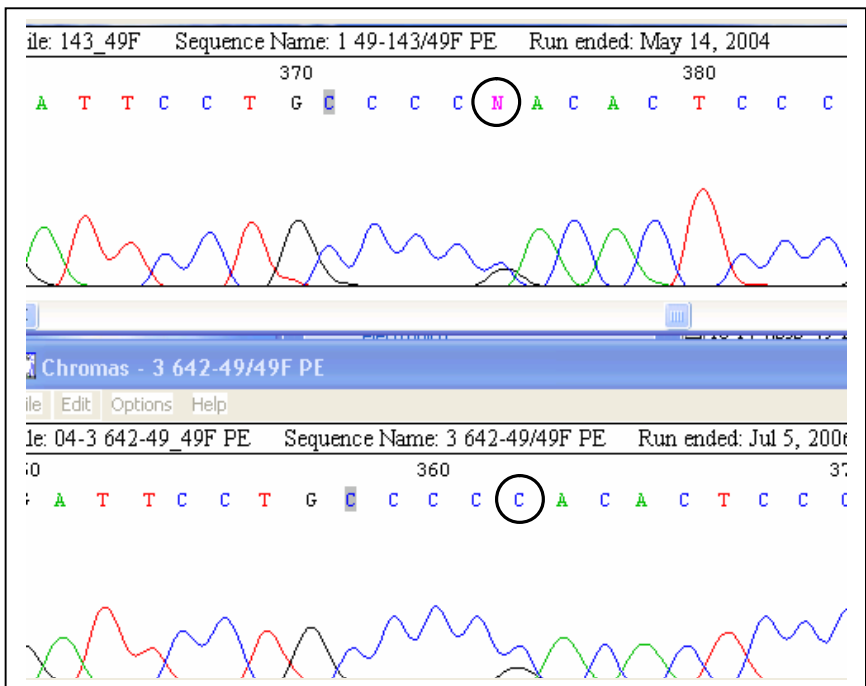 ile: 143_49F Sequence Name: 1 49-143/49F PE Run ended: May 14, 2004
370 380
A T T C C T G C C C C N A C A C T C C C
Chromas - 3 642-49/49F PE
ile Edit Options Help
le: 04-3 642-49_49F PE Sequence Name: 3 642-49/49F PE Run ended: Jul 5, 2006
50 360 37
A T T C C T G C C C C C A C A C T C C C